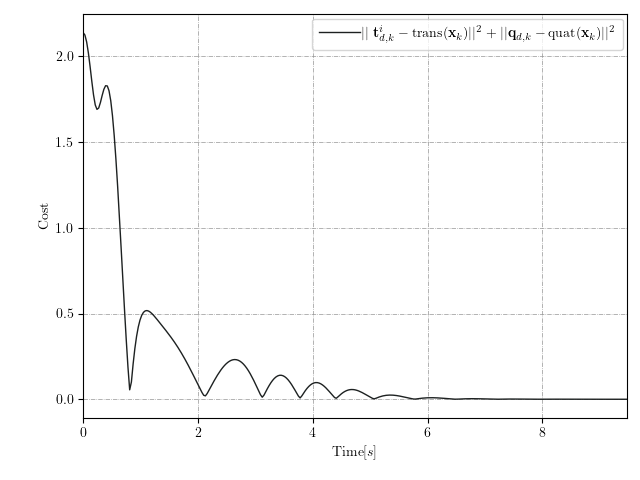 || t^i_{d,k} − trans(x_k)||^2 + ||q_{d,k} − quat(x_k)||^2
2.0
1.5
1.0
0.5
0.0
Cost
0 2 4 6 8
Time[s]